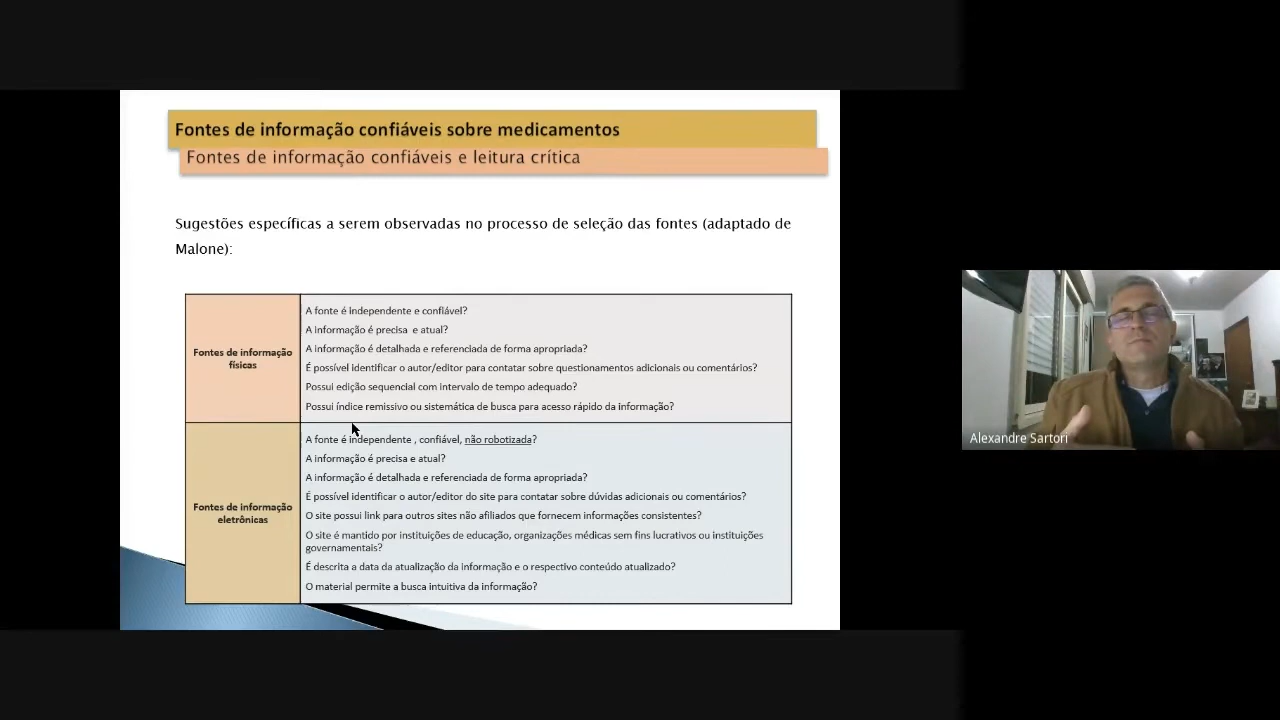 Fontes de informação confiáveis sobre medicamentos
Fontes de informação confiáveis e leitura crítica
Sugestões específicas a serem observadas no processo de seleção das fontes (adaptado de
Malone):
Fontes de informação
físicas
A fonte é independente e confiável?
A informação é precisa e atual?
A informação é detalhada e referenciada de forma apropriada?
É possível identificar o autor/editor para contatar sobre questionamentos adicionais ou comentários?
Possui edição sequencial com intervalo de tempo adequado?
Possui índice remissivo ou sistemática de busca para acesso rápido da informação?
Fontes de informação
eletrônicas
A fonte é independente , confiável, não robotizada?
A informação é precisa e atual?
A informação é detalhada e referenciada de forma apropriada?
É possível identificar o autor/editor do site para contatar sobre dúvidas adicionais ou comentários?
O site possui link para outros sites não afiliados que fornecem informações consistentes?
O site é mantido por instituições de educação, organizações médicas sem fins lucrativos ou instituições
governamentais?
É descrita a data da atualização da informação e o respectivo conteúdo atualizado?
O material permite a busca intuitiva da informação?
Alexandre Sartori